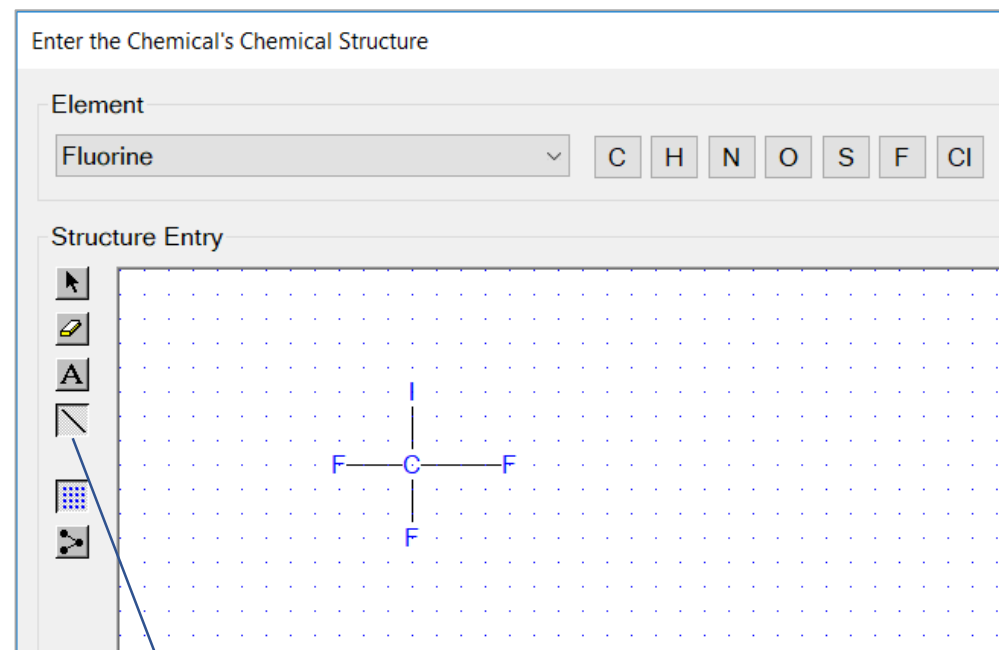 Enter the Chemical's Chemical Structure
Element
Fluorine C H N O S F Cl
Structure Entry
A
I
F C F
F